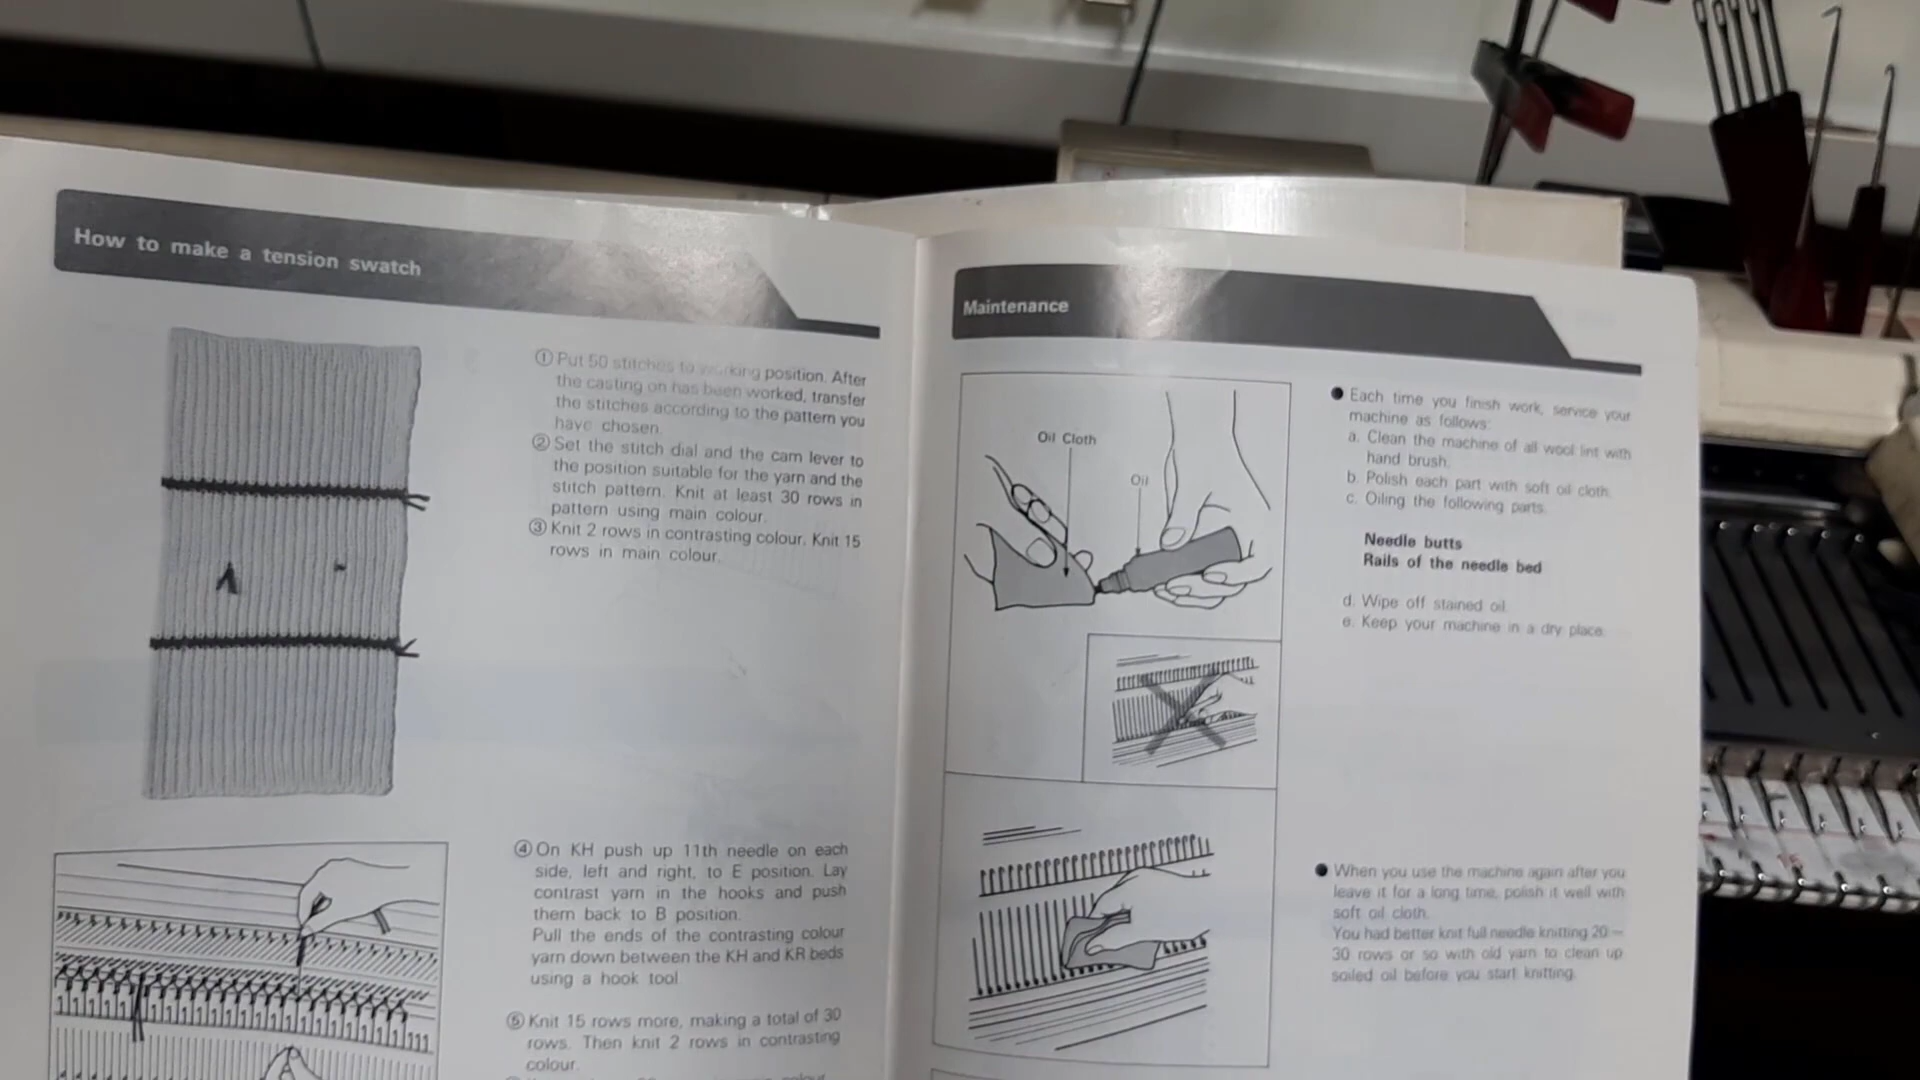 How to make a tension swatch
① Put 50 stitches to working position. After
the casting on has been worked, transfer
the stitches according to the pattern you
have chosen.
② Set the stitch dial and the cam lever to
the position suitable for the yarn and the
stitch pattern. Knit at least 30 rows in
pattern using main colour.
③ Knit 2 rows in contrasting colour. Knit 15
rows in main colour.
④ On KH push up 11th needle on each
side, left and right, to E position. Lay
contrast yarn in the hooks and push
them back to B position.
Pull the ends of the contrasting colour
yarn down between the KH and KR beds
using a hook tool.
⑤ Knit 15 rows more, making a total of 30
rows. Then knit 2 rows in contrasting
colour.
Maintenance
Oil Cloth
Oil
● Each time you finish work, service your
machine as follows:
a. Clean the machine of all wool lint with
hand brush.
b. Polish each part with soft oil cloth.
c. Oiling the following parts.
Needle butts
Rails of the needle bed
d. Wipe off stained oil.
e. Keep your machine in a dry place.
● When you use the machine again after you
leave it for a long time, polish it well with
soft oil cloth.
You had better knit full needle knitting 20 –
30 rows or so with old yarn to clean up
soiled oil before you start knitting.